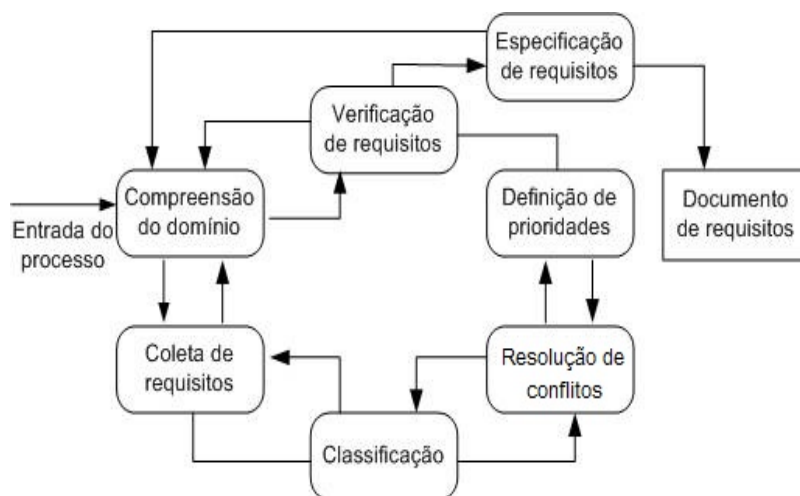 Especificação
de requisitos
Verificação
de requisitos
Compreensão
do domínio
Definição de
prioridades
Documento
de requisitos
Entrada do
processo
Coleta de
requisitos
Resolução de
conflitos
Classificação